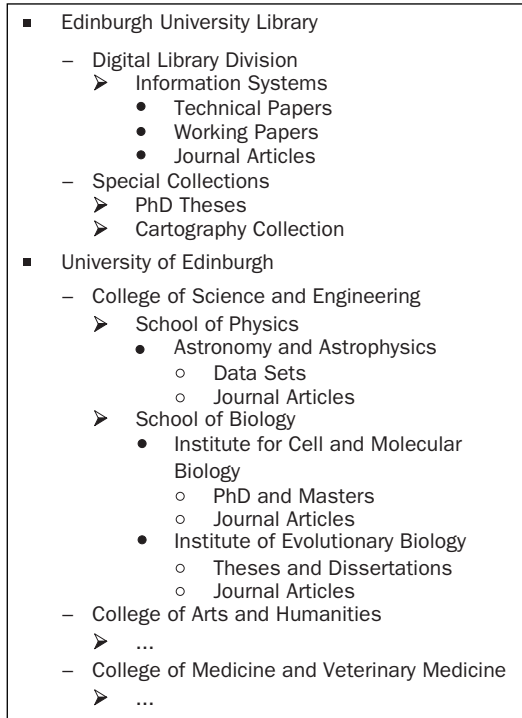 ▪ Edinburgh University Library
– Digital Library Division
➢ Information Systems
● Technical Papers
● Working Papers
● Journal Articles
– Special Collections
➢ PhD Theses
➢ Cartography Collection
▪ University of Edinburgh
– College of Science and Engineering
➢ School of Physics
● Astronomy and Astrophysics
○ Data Sets
○ Journal Articles
➢ School of Biology
● Institute for Cell and Molecular
Biology
○ PhD and Masters
○ Journal Articles
● Institute of Evolutionary Biology
○ Theses and Dissertations
○ Journal Articles
– College of Arts and Humanities
➢ ...
– College of Medicine and Veterinary Medicine
➢ ...